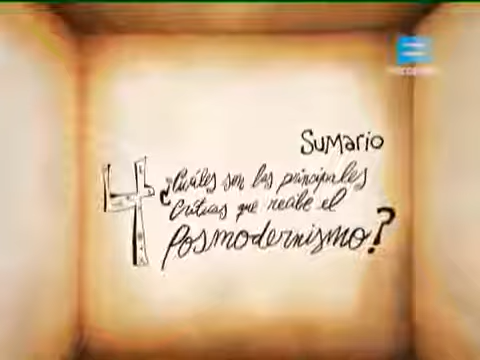 Sumario
4 ¿Cuáles son las principales
críticas que recibe el
Posmodernismo?